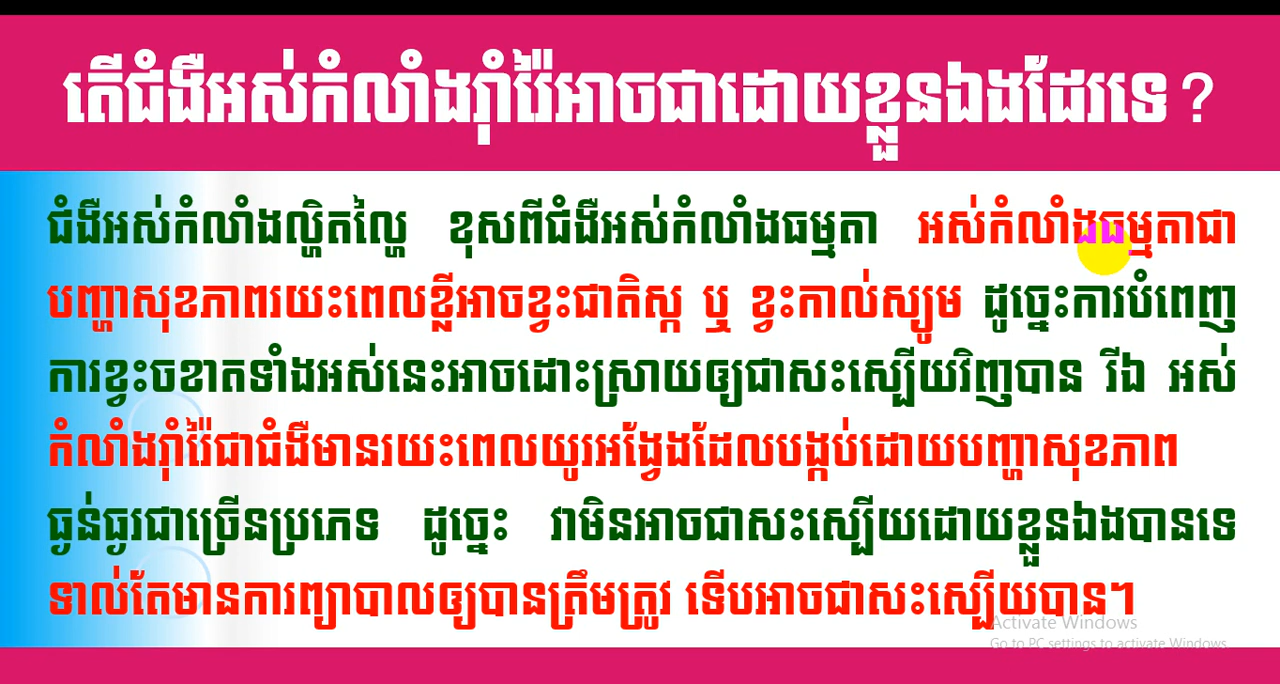 តើជំងឺអស់កំលាំងរ៉ាំរ៉ៃអាចជាដោយខ្លួនឯងដែរទេ ?
ជំងឺអស់កំលាំងល្ហិតល្ហៃ ខុសពីជំងឺអស់កំលាំងធម្មតា អស់កំលាំងធម្មតាជា
បញ្ហាសុខភាពរយះពេលខ្លីអាចខ្វះជាតិស្ក ឬ ខ្វះកាល់ស្យូម ដូច្នេះការបំពេញ
ការខ្វះចខាតទាំងអស់នេះអាចដោះស្រាយឲ្យជាសះស្បើយវិញបាន រីឯ អស់
កំលាំងរ៉ាំរ៉ៃជាជំងឺមានរយះពេលយូរអង្វែងដែលបង្កប់ដោយបញ្ហាសុខភាព
ធ្ងន់ធ្ងរជាច្រើនប្រភេទ ដូច្នេះ វាមិនអាចជាសះស្បើយដោយខ្លួនឯងបានទេ
ទាល់តែមានការព្យាបាលឲ្យបានត្រឹមត្រូវ ទើបអាចជាសះស្បើយបាន។
Activate Windows
Go to PC settings to activate Windows.